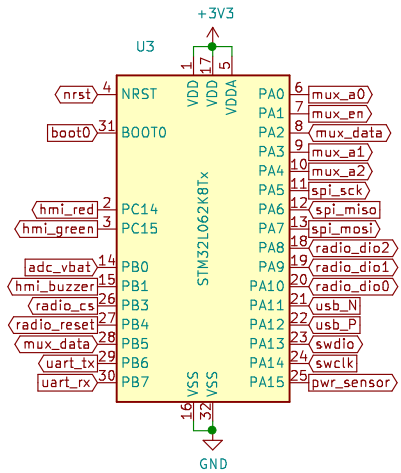 +3V3
U3
1 17 5
VDD VDD VDDA
nrst 4 NRST
boot0 31 BOOT0
hmi_red 2 PC14
hmi_green 3 PC15
adc_vbat 14 PB0
hmi_buzzer 15 PB1
radio_cs 26 PB3
radio_reset 27 PB4
mux_data 28 PB5
uart_tx 29 PB6
uart_rx 30 PB7
STM32L062K8Tx
PA0 6 mux_a0
PA1 7 mux_en
PA2 8 mux_data
PA3 9 mux_a1
PA4 10 mux_a2
PA5 11 spi_sck
PA6 12 spi_miso
PA7 13 spi_mosi
PA8 18 radio_dio2
PA9 19 radio_dio1
PA10 20 radio_dio0
PA11 21 usb_N
PA12 22 usb_P
PA13 23 swdio
PA14 24 swclk
PA15 25 pwr_sensor
VSS VSS
16 32
GND